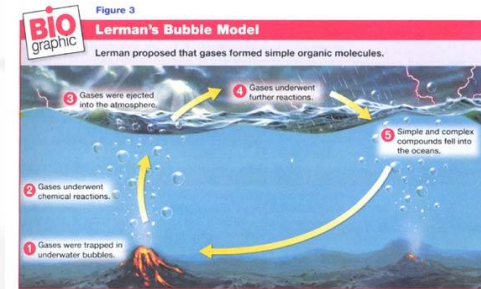 Figure 3
BIO
graphic
Lerman's Bubble Model
Lerman proposed that gases formed simple organic molecules.
3 Gases were ejected
into the atmosphere.
4 Gases underwent
further reactions.
5 Simple and complex
compounds fell into
the oceans.
2 Gases underwent
chemical reactions.
1 Gases were trapped in
underwater bubbles.